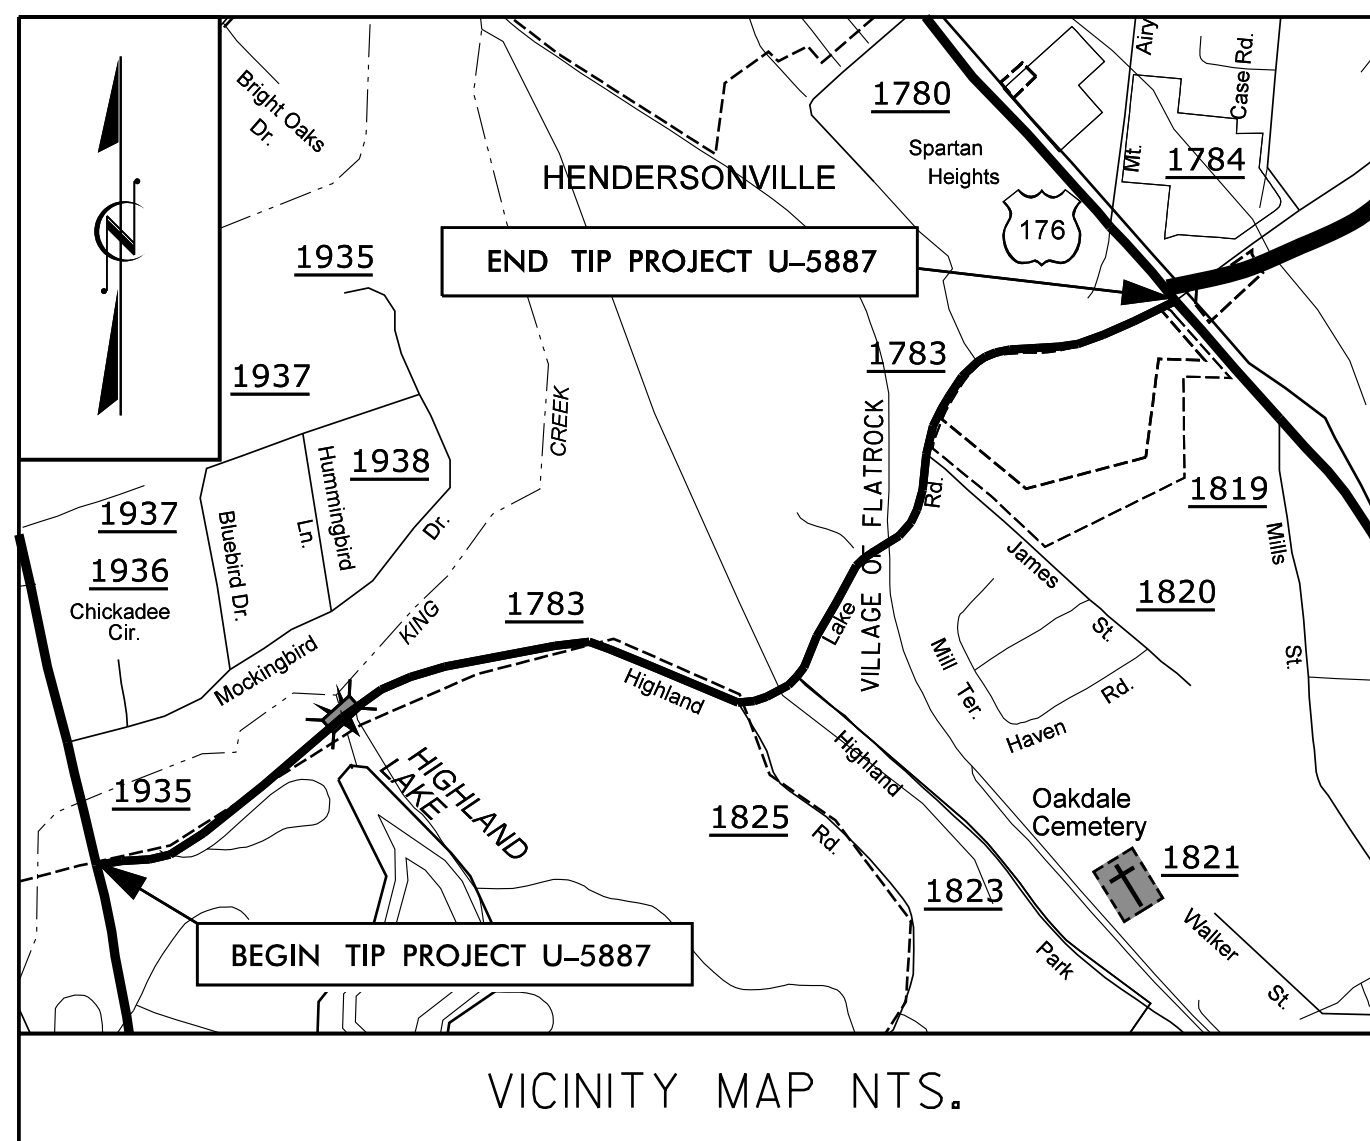 Bright Oaks
Dr.
1780
Airy
Mt.
Case Rd.
Spartan
Heights
1784
HENDERSONVILLE
176
1935
END TIP PROJECT U–5887
1783
1937
CREEK
1938
Hummingbird
Ln.
Bluebird Dr.
Dr.
1937
1936
Chickadee
Cir.
VILLAGE OF FLATROCK
Rd.
1819
Mills
St.
James
St.
1820
1783
KING
Mockingbird
Lake
Highland
Mill
Ter.
Haven
Rd.
Highland
HIGHLAND
LAKE
1935
1825
Rd.
Oakdale
Cemetery
1821
1823
Walker
St.
Park
BEGIN TIP PROJECT U–5887
N
VICINITY MAP NTS.